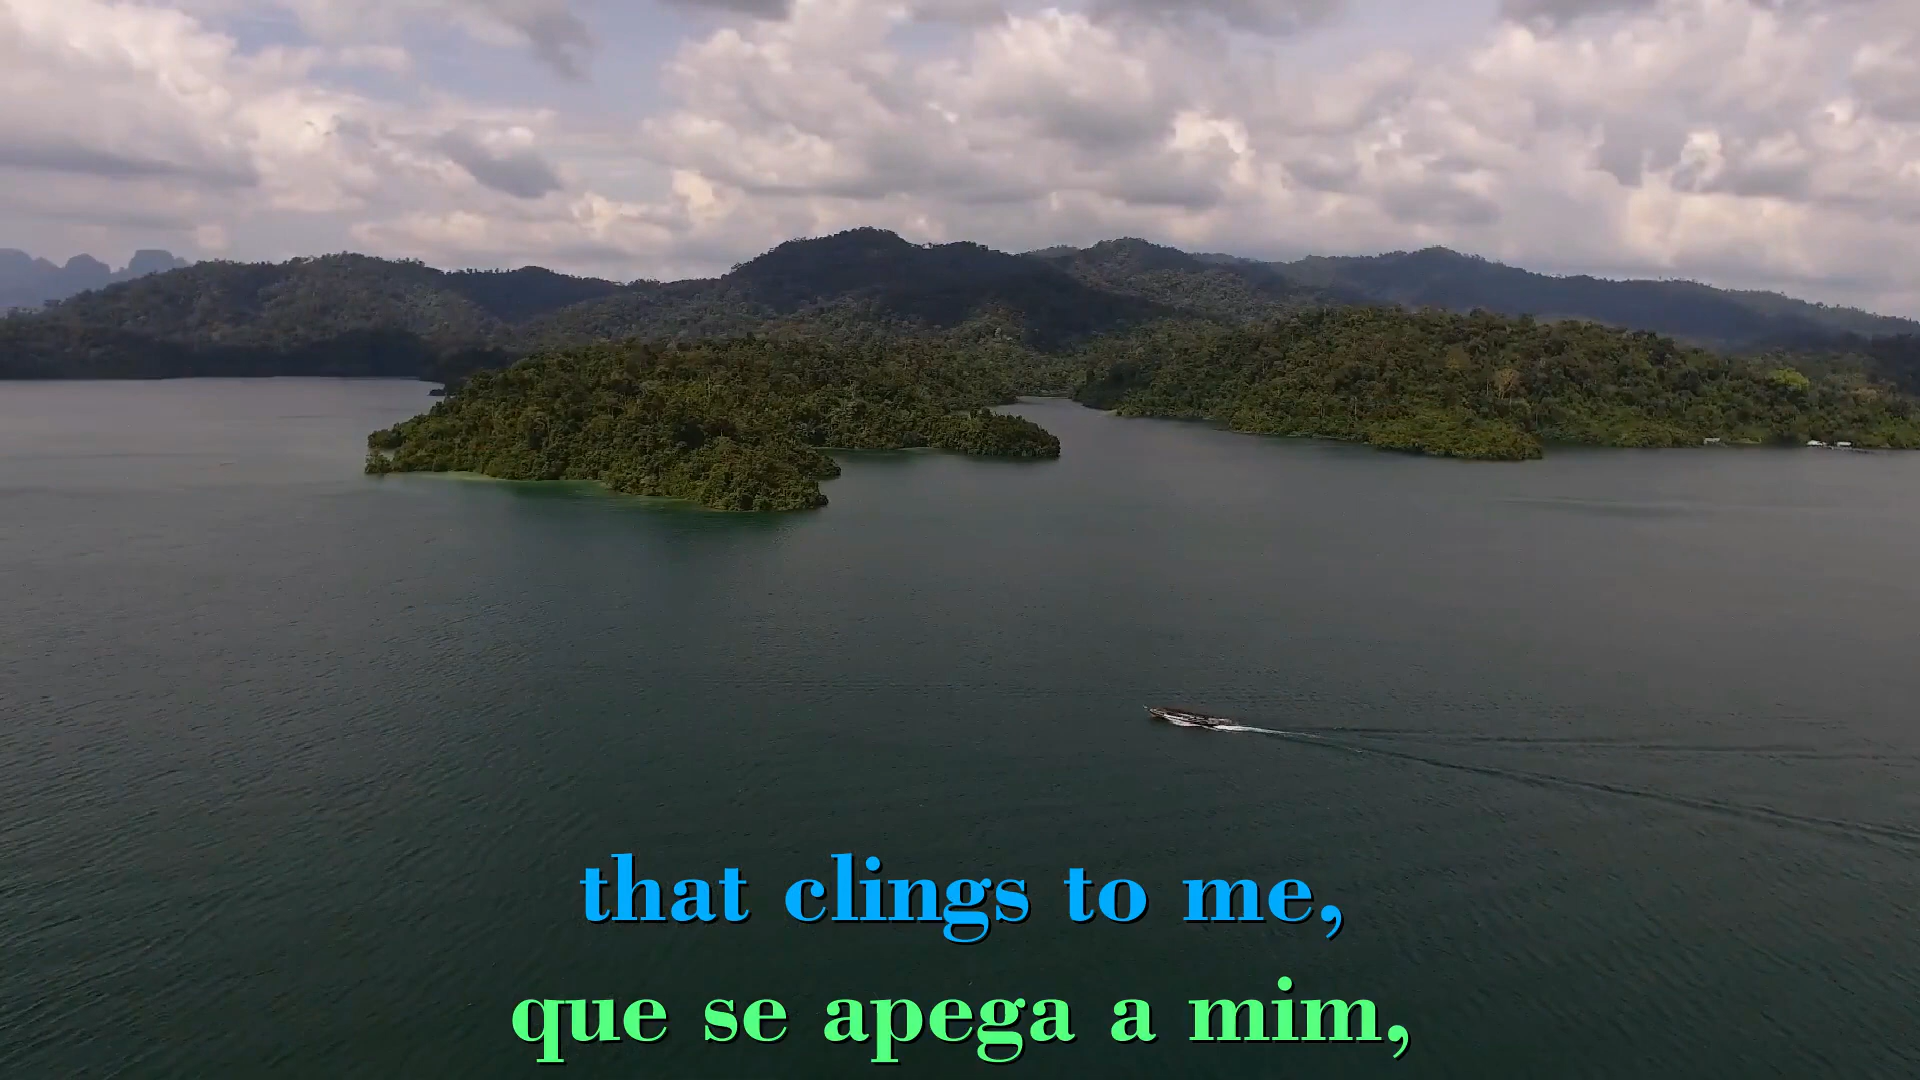 that clings to me,
que se apega a mim,